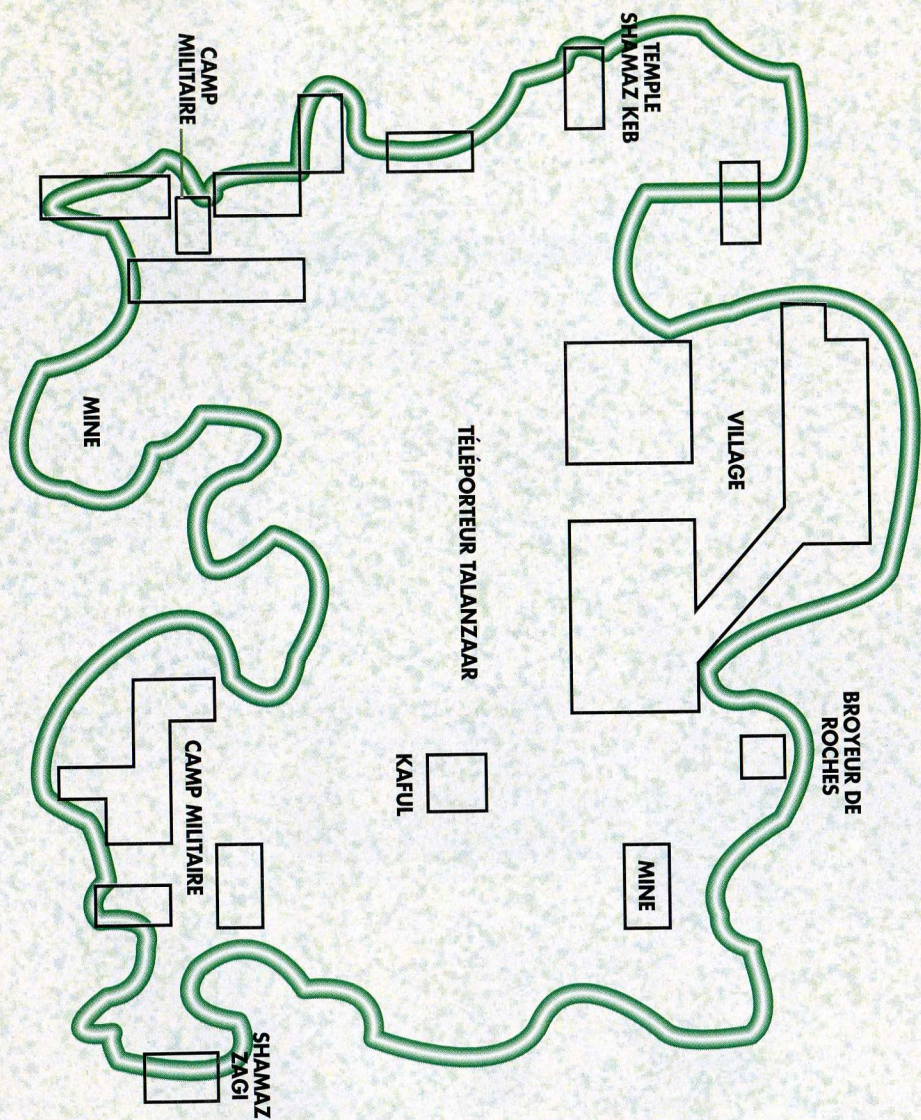 BROYEUR DE
ROCHES
VILLAGE
TEMPLE
SHAMAZ KEB
MINE
TÉLÉPORTEUR TALANZAAR
KAFUL
SHAMAZ
ZAGI
CAMP
MILITAIRE
CAMP MILITAIRE
MINE